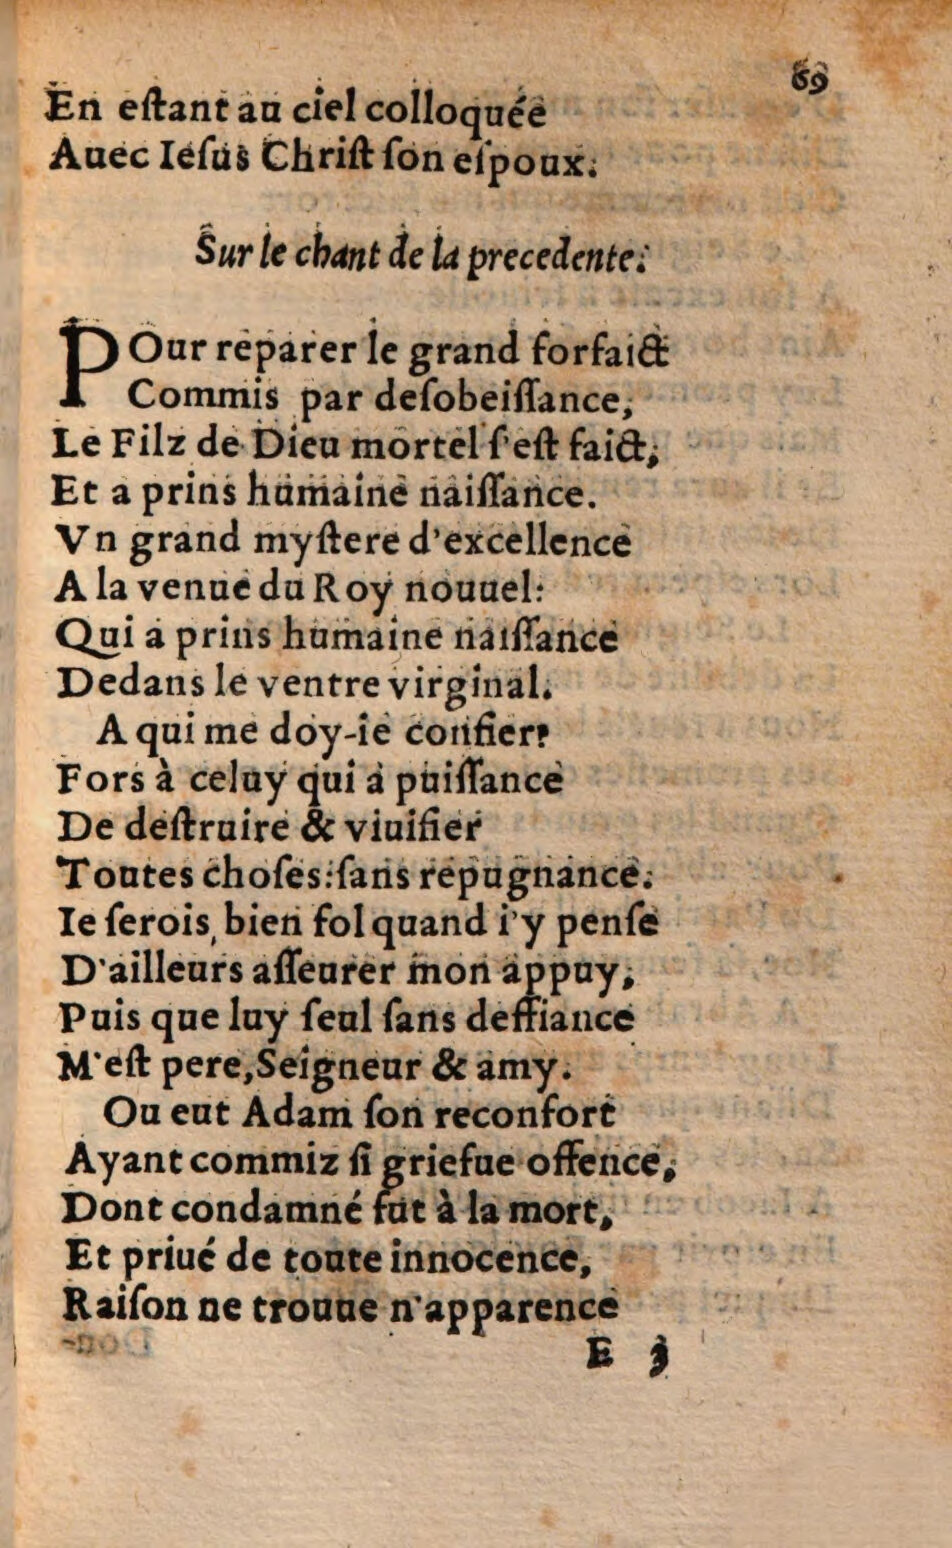 69
En eſtant au ciel colloquée
Auec Ieſus Chriſt ſon eſpoux.
Sur le chant de la precedente.
POur reparer le grand forfaict
Commis par deſobeiſſance,
Le Filz de Dieu mortel ſ'eſt faict,
Et a prins humaine naiſſance.
Vn grand myſtere d'excellence
A la venue du Roy nouuel:
Qui a prins humaine naiſſance
Dedans le ventre virginal.
A qui me doy-ie confier?
Fors à celuy qui a puiſſance
De deſtruire & viuifier
Toutes choſes: ſans repugnance.
Ie ſerois, bien fol quand i'y penſe
D'ailleurs aſſeurer mon appuy,
Puis que luy ſeul ſans deffiance
M'eſt pere, Seigneur & amy.
Ou eut Adam ſon reconfort
Ayant commiz ſi griefue offence,
Dont condamné fut à la mort,
Et priué de toute innocence,
Raiſon ne trouue n'apparence
E 3